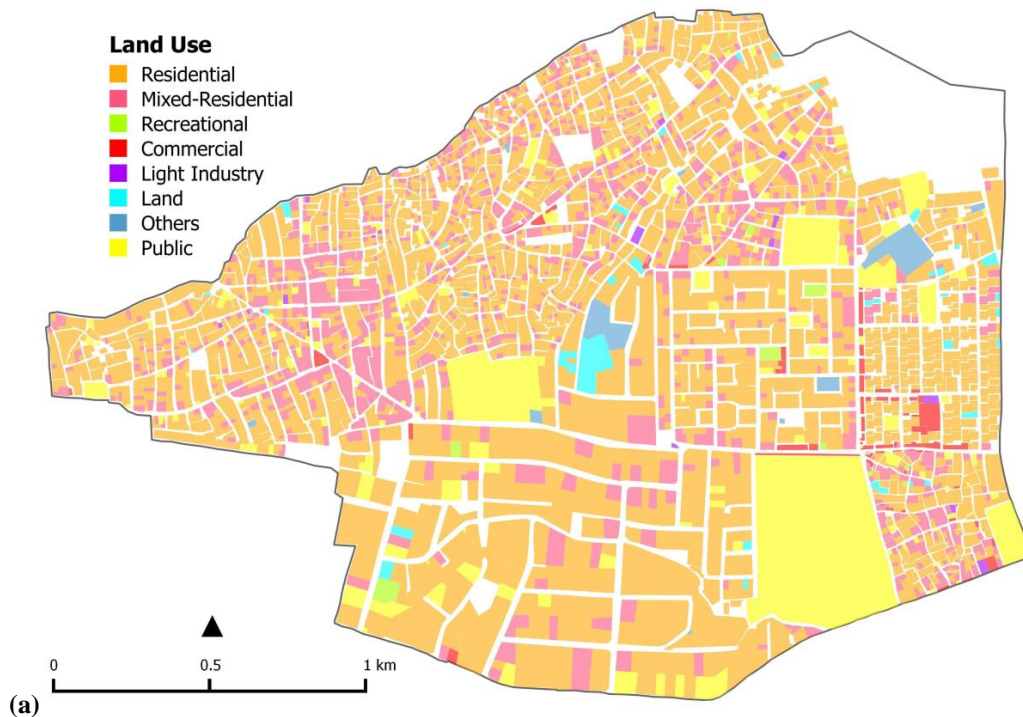 Land Use
Residential
Mixed-Residential
Recreational
Commercial
Light Industry
Land
Others
Public
0 0.5 1 km
(a)